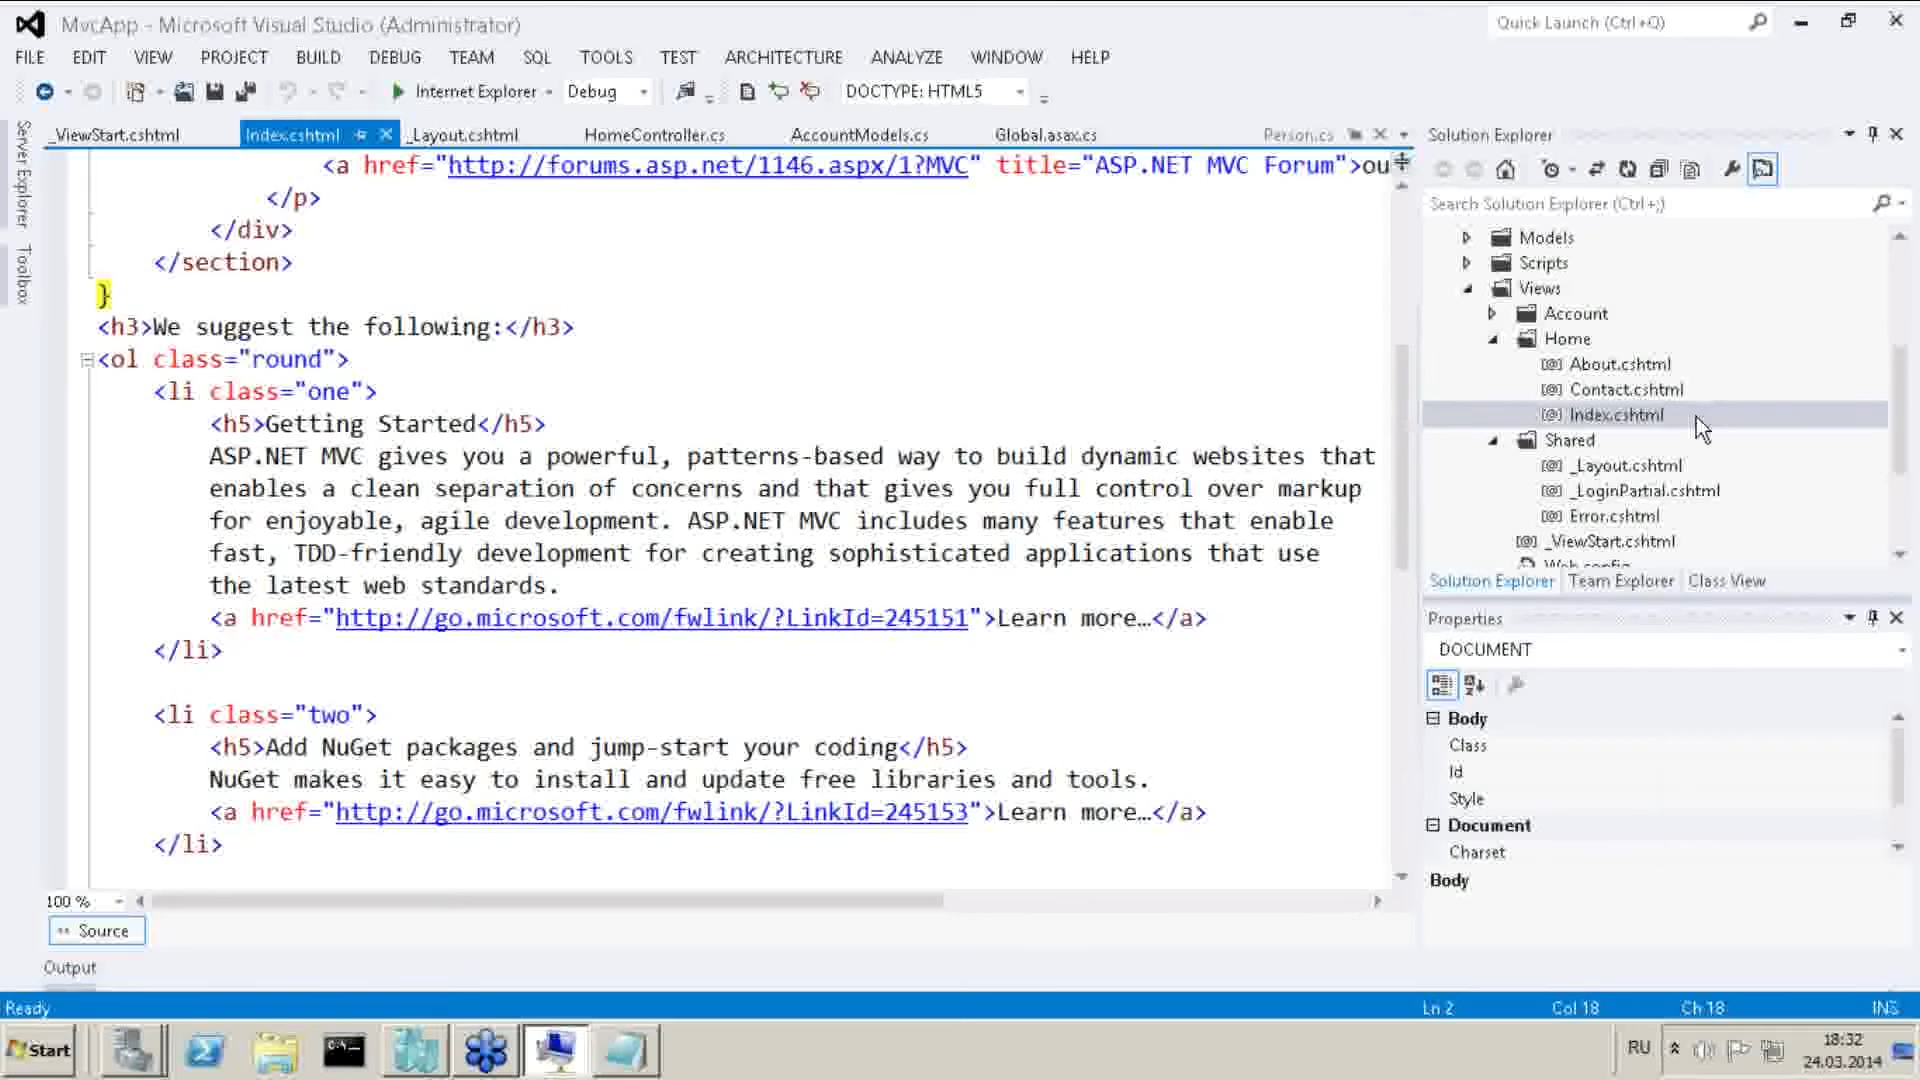 MvcApp - Microsoft Visual Studio (Administrator)
Quick Launch (Ctrl+Q)
FILE EDIT VIEW PROJECT BUILD DEBUG TEAM SQL TOOLS TEST ARCHITECTURE ANALYZE WINDOW HELP
Internet Explorer Debug DOCTYPE: HTML5
Server Explorer
Toolbox
_ViewStart.cshtml Index.cshtml _Layout.cshtml HomeController.cs AccountModels.cs Global.asax.cs Person.cs
<a href="http://forums.asp.net/1146.aspx/1?MVC" title="ASP.NET MVC Forum">ou
</p>
</div>
</section>
}
<h3>We suggest the following:</h3>
<ol class="round">
<li class="one">
<h5>Getting Started</h5>
ASP.NET MVC gives you a powerful, patterns-based way to build dynamic websites that
enables a clean separation of concerns and that gives you full control over markup
for enjoyable, agile development. ASP.NET MVC includes many features that enable
fast, TDD-friendly development for creating sophisticated applications that use
the latest web standards.
<a href="http://go.microsoft.com/fwlink/?LinkId=245151">Learn more…</a>
</li>
<li class="two">
<h5>Add NuGet packages and jump-start your coding</h5>
NuGet makes it easy to install and update free libraries and tools.
<a href="http://go.microsoft.com/fwlink/?LinkId=245153">Learn more…</a>
</li>
100 %
Source
Output
Solution Explorer
Search Solution Explorer (Ctrl+;)
Models
Scripts
Views
Account
Home
About.cshtml
Contact.cshtml
Index.cshtml
Shared
_Layout.cshtml
_LoginPartial.cshtml
Error.cshtml
_ViewStart.cshtml
Web.config
Solution Explorer Team Explorer Class View
Properties
DOCUMENT
Body
Class
Id
Style
Document
Charset
Body
Ready Ln 2 Col 18 Ch 18 INS
Start RU 18:32
24.03.2014